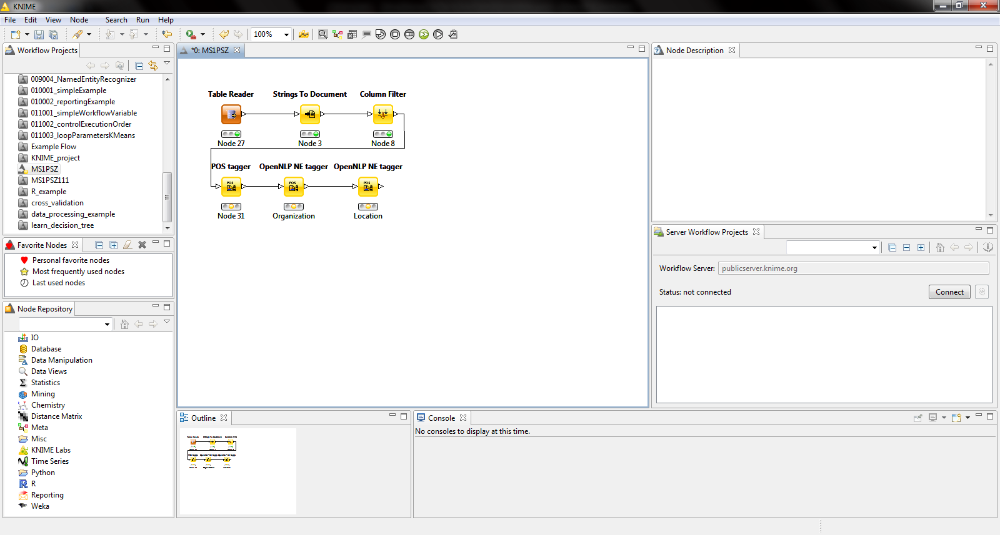 KNIME
File Edit View Node Search Run Help
100%
Workflow Projects
009004_NamedEntityRecognizer
010001_simpleExample
010002_reportingExample
011001_simpleWorkflowVariable
011002_controlExecutionOrder
011003_loopParametersKMeans
Example Flow
KNIME_project
MS1PSZ
MS1PSZ111
R_example
cross_validation
data_processing_example
learn_decision_tree
Favorite Nodes
Personal favorite nodes
Most frequently used nodes
Last used nodes
Node Repository
IO
Database
Data Manipulation
Data Views
Statistics
Mining
Chemistry
Distance Matrix
Meta
Misc
KNIME Labs
Time Series
Python
R
Reporting
Weka
*0: MS1PSZ
Table Reader Strings To Document Column Filter
Node 27 Node 3 Node 8
POS tagger OpenNLP NE tagger OpenNLP NE tagger
POS POS POS
Node 31 Organization Location
Outline
Console
No consoles to display at this time.
Node Description
Server Workflow Projects
Workflow Server: publicserver.knime.org
Status: not connected Connect